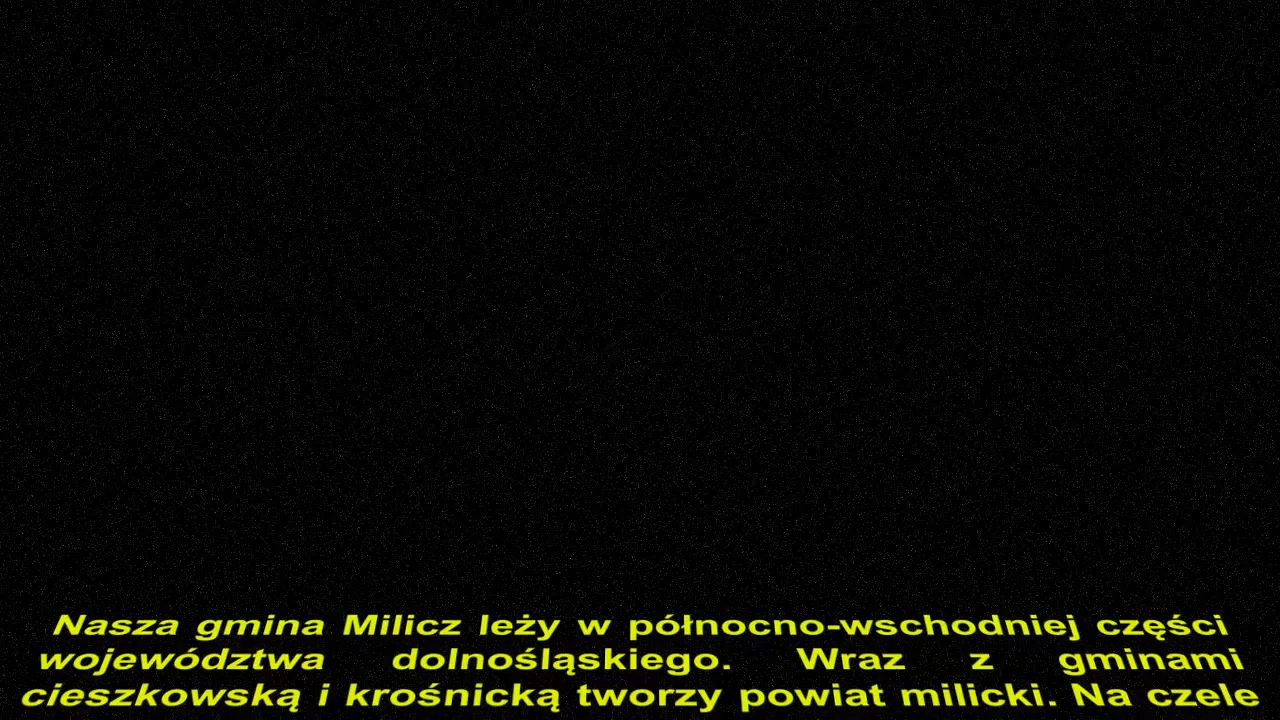 Nasza gmina Milicz leży w północno-wschodniej części
województwa dolnośląskiego. Wraz z gminami
cieszkowską i krośnicką tworzy powiat milicki. Na czele